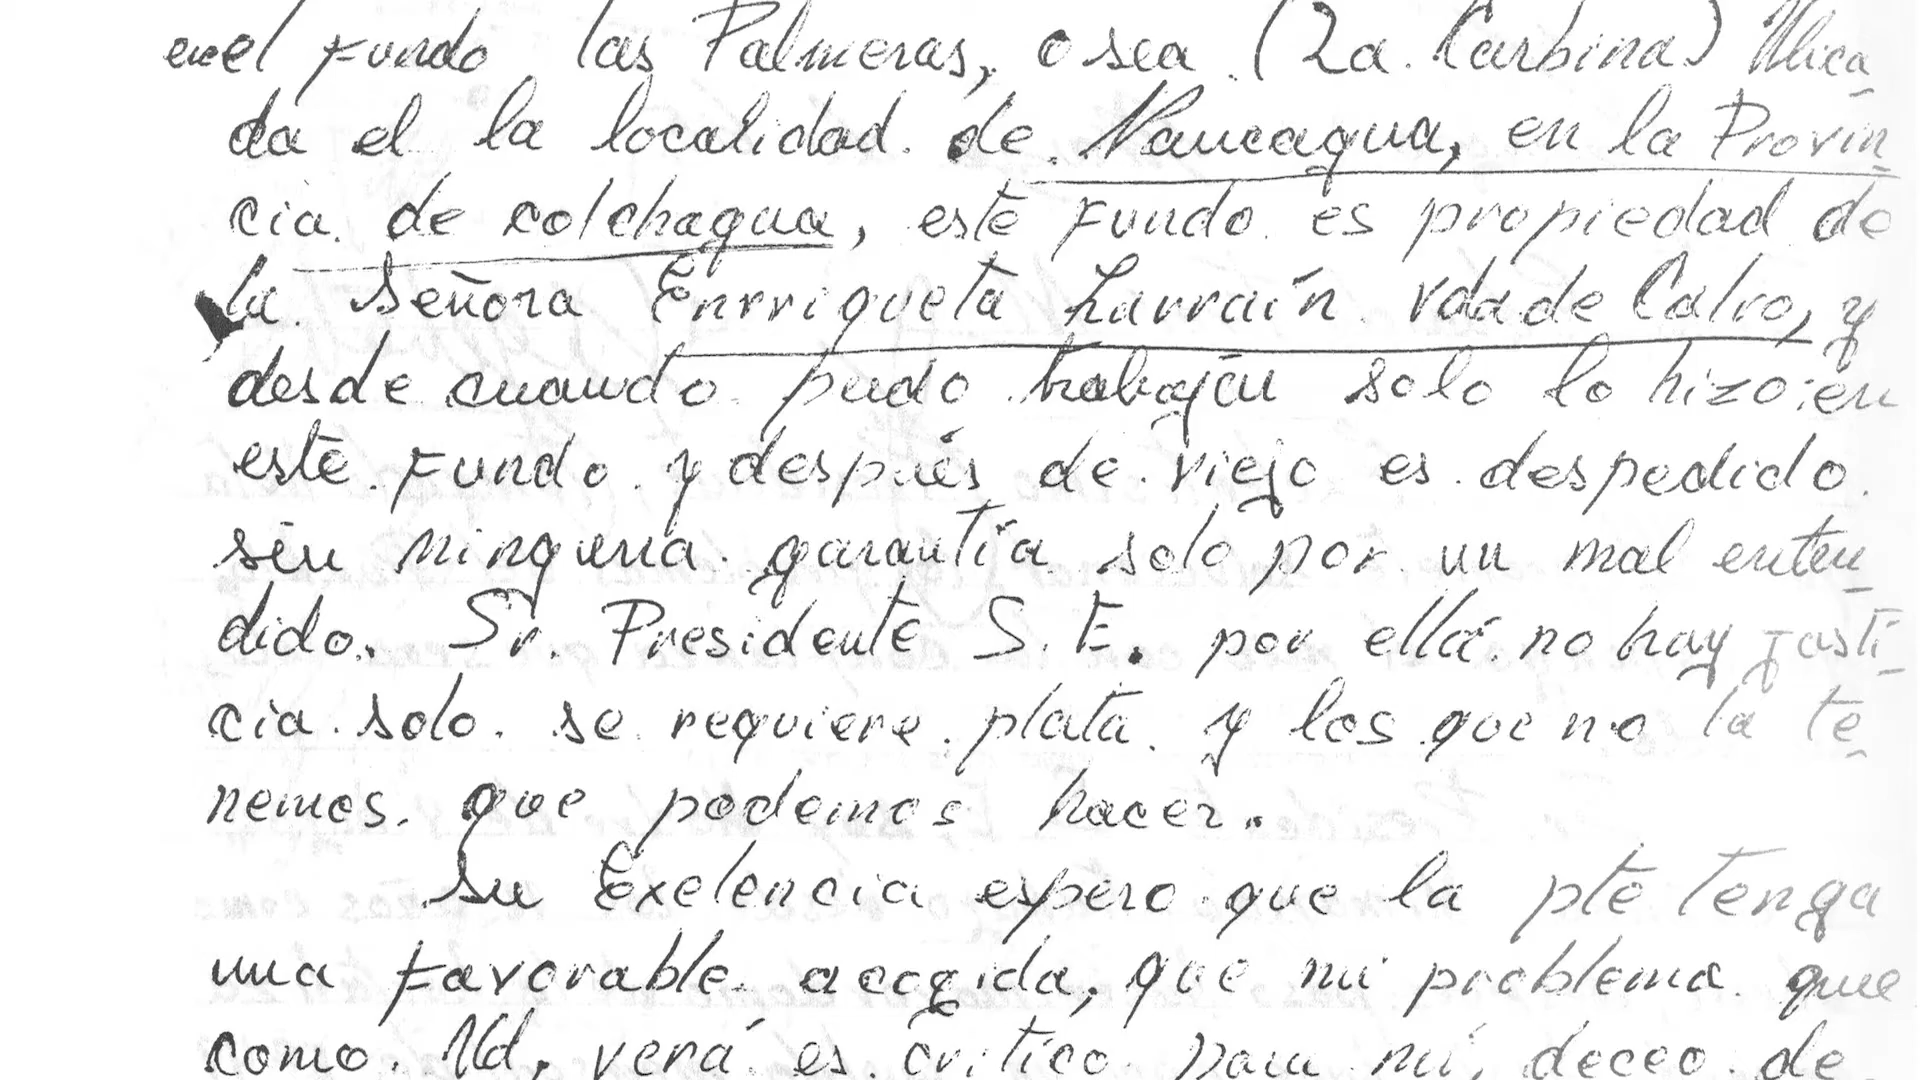 en el fundo las Palmeras, o sea (La Carbina) Ubica
da el la localidad de Naucagua, en la Provin
cia de colchagua, este fundo es propiedad de
la Señora Enrriqueta Larraín Vda de Calvo, y
desde cuando pudo trabajar solo lo hizo en
este fundo y después de viejo es despedido
sin ninguna garantía solo por un mal enten
dido. Sr. Presidente S. E. por ella no hay justi
cia solo se requiere plata y los que no la te
nemos. que podemos hacer.
Su Exelencia espero que la pte tenga
una favorable acogida, que mi problema que
como Ud, verá es crítico para mí, deceo de